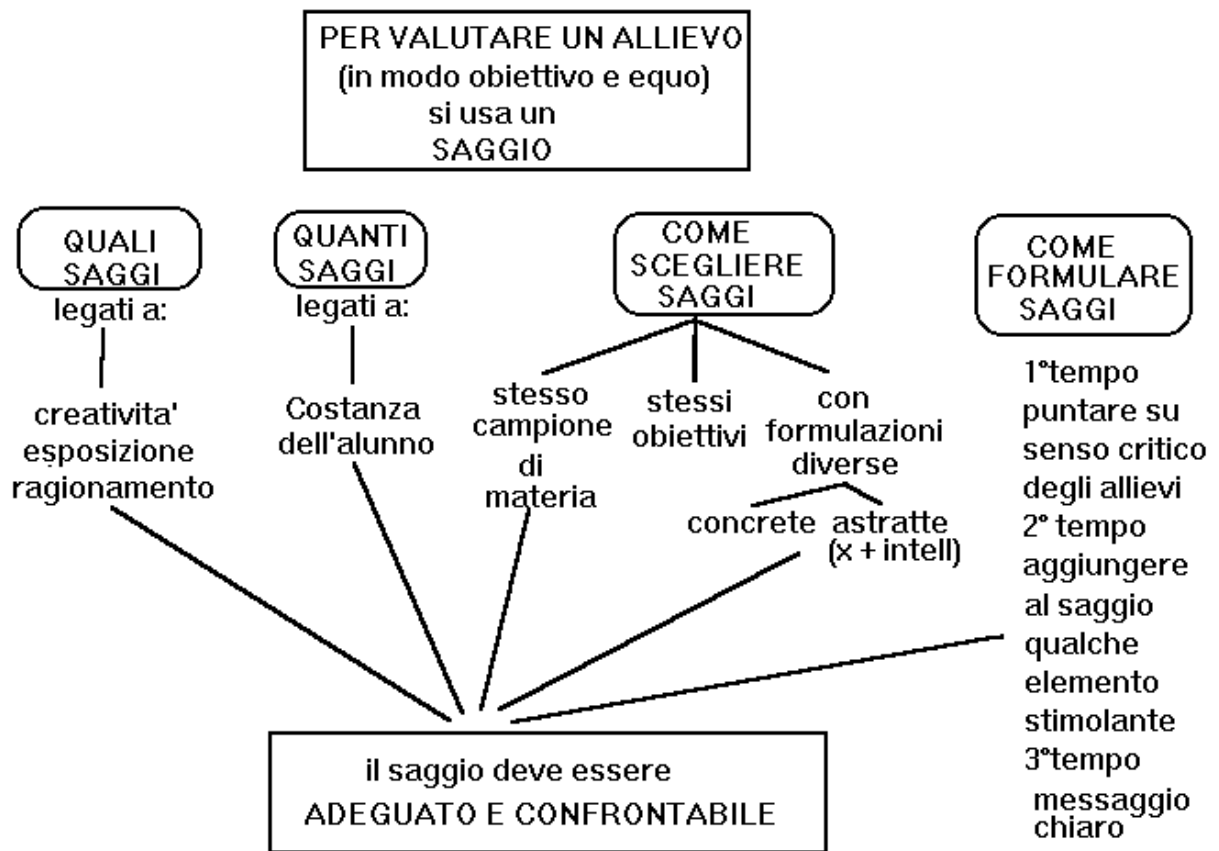 PER VALUTARE UN ALLIEVO
(in modo obiettivo e equo)
si usa un
SAGGIO
QUALI
SAGGI
legati a:
creativita'
esposizione
ragionamento
QUANTI
SAGGI
legati a:
Costanza
dell'alunno
COME
SCEGLIERE
SAGGI
stesso
campione
di
materia
stessi
obiettivi
con
formulazioni
diverse
concrete astratte
(x + intell)
COME
FORMULARE
SAGGI
1°tempo
puntare su
senso critico
degli allievi
2° tempo
aggiungere
al saggio
qualche
elemento
stimolante
3°tempo
messaggio
chiaro
il saggio deve essere
ADEGUATO E CONFRONTABILE